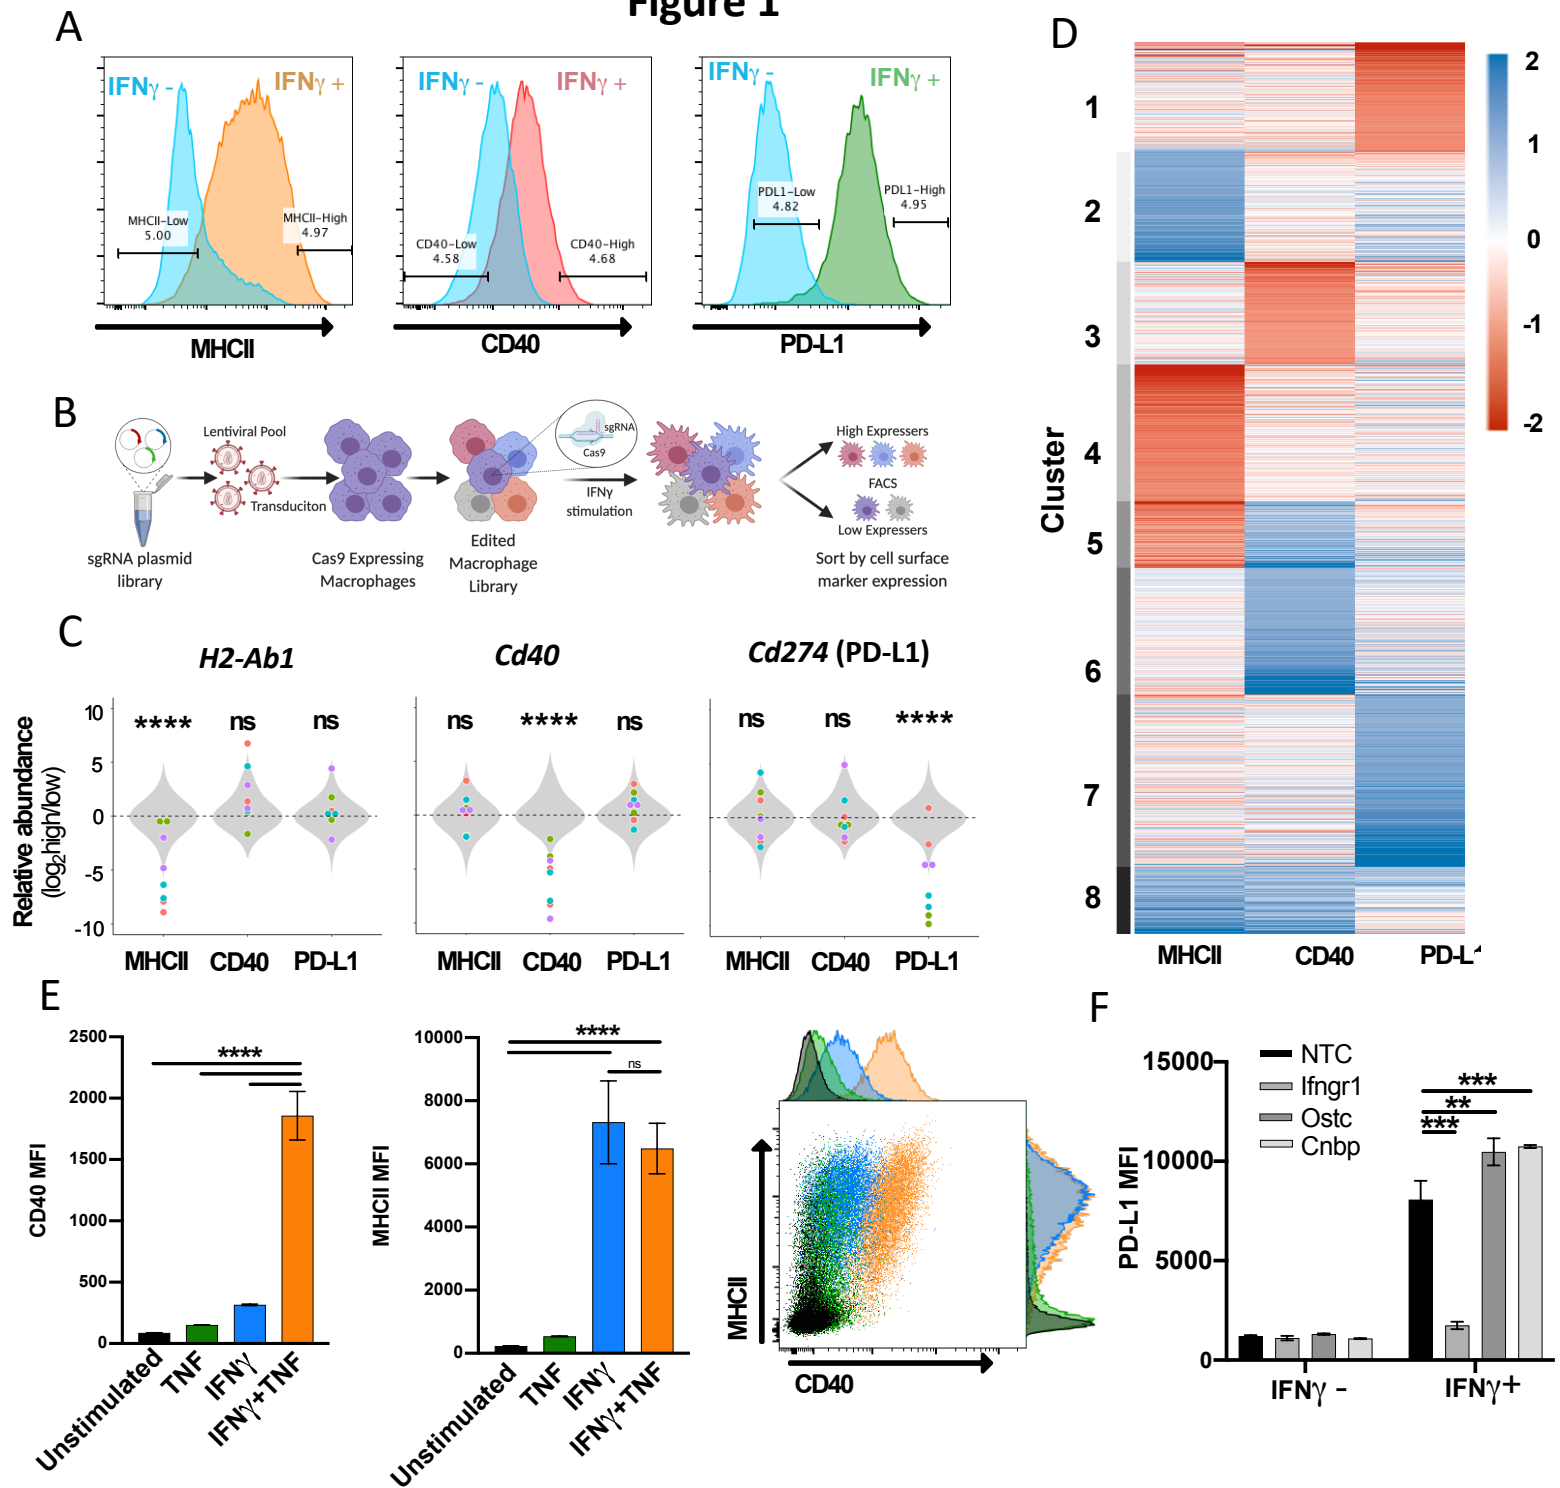 Figure 1
A
IFNγ -
IFNγ +
MHCII-Low
5.00
MHCII-High
4.97
MHCII
IFNγ -
IFNγ +
CD40-Low
4.58
CD40-High
4.68
CD40
IFNγ -
IFNγ +
PDL1-Low
4.82
PDL1-High
4.95
PD-L1
B
sgRNA plasmid
library
Lentiviral Pool
Transduciton
Cas9 Expressing
Macrophages
Edited
Macrophage
Library
sgRNA
Cas9
IFNγ
stimulation
High Expressers
FACS
Low Expressers
Sort by cell surface
marker expression
C
Relative abundance
(log2high/low)
10
5
0
-5
-10
H2-Ab1
**** ns ns
MHCII CD40 PD-L1
Cd40
ns **** ns
MHCII CD40 PD-L1
Cd274 (PD-L1)
ns ns ****
MHCII CD40 PD-L1
D
Cluster
1
2
3
4
5
6
7
8
MHCII CD40 PD-L
2
1
0
-1
-2
E
CD40 MFI
2500
2000
1500
1000
500
0
****
Unstimulated
TNF
IFNγ
IFNγ+TNF
MHCII MFI
10000
8000
6000
4000
2000
0
****
ns
Unstimulated
TNF
IFNγ
IFNγ+TNF
MHCII
CD40
F
PD-L1 MFI
15000
10000
5000
0
NTC
Ifngr1
Ostc
Cnbp
***
**
***
IFNγ -
IFNγ+